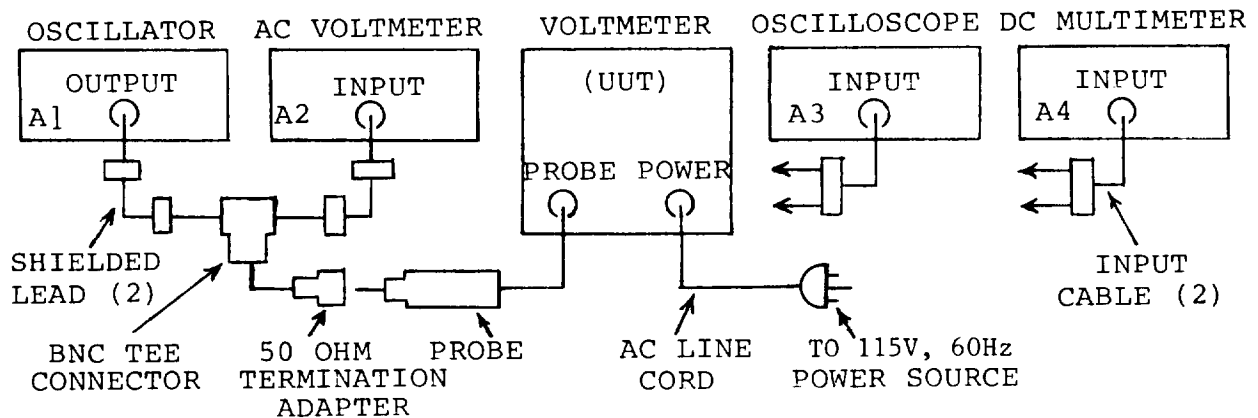 OSCILLATOR
AC VOLTMETER
VOLTMETER
OSCILLOSCOPE
DC MULTIMETER
OUTPUT
A1
INPUT
A2
(UUT)
PROBE
POWER
INPUT
A3
INPUT
A4
SHIELDED
LEAD (2)
BNC TEE
CONNECTOR
50 OHM
TERMINATION
ADAPTER
PROBE
AC LINE
CORD
TO 115V, 60Hz
POWER SOURCE
INPUT
CABLE (2)